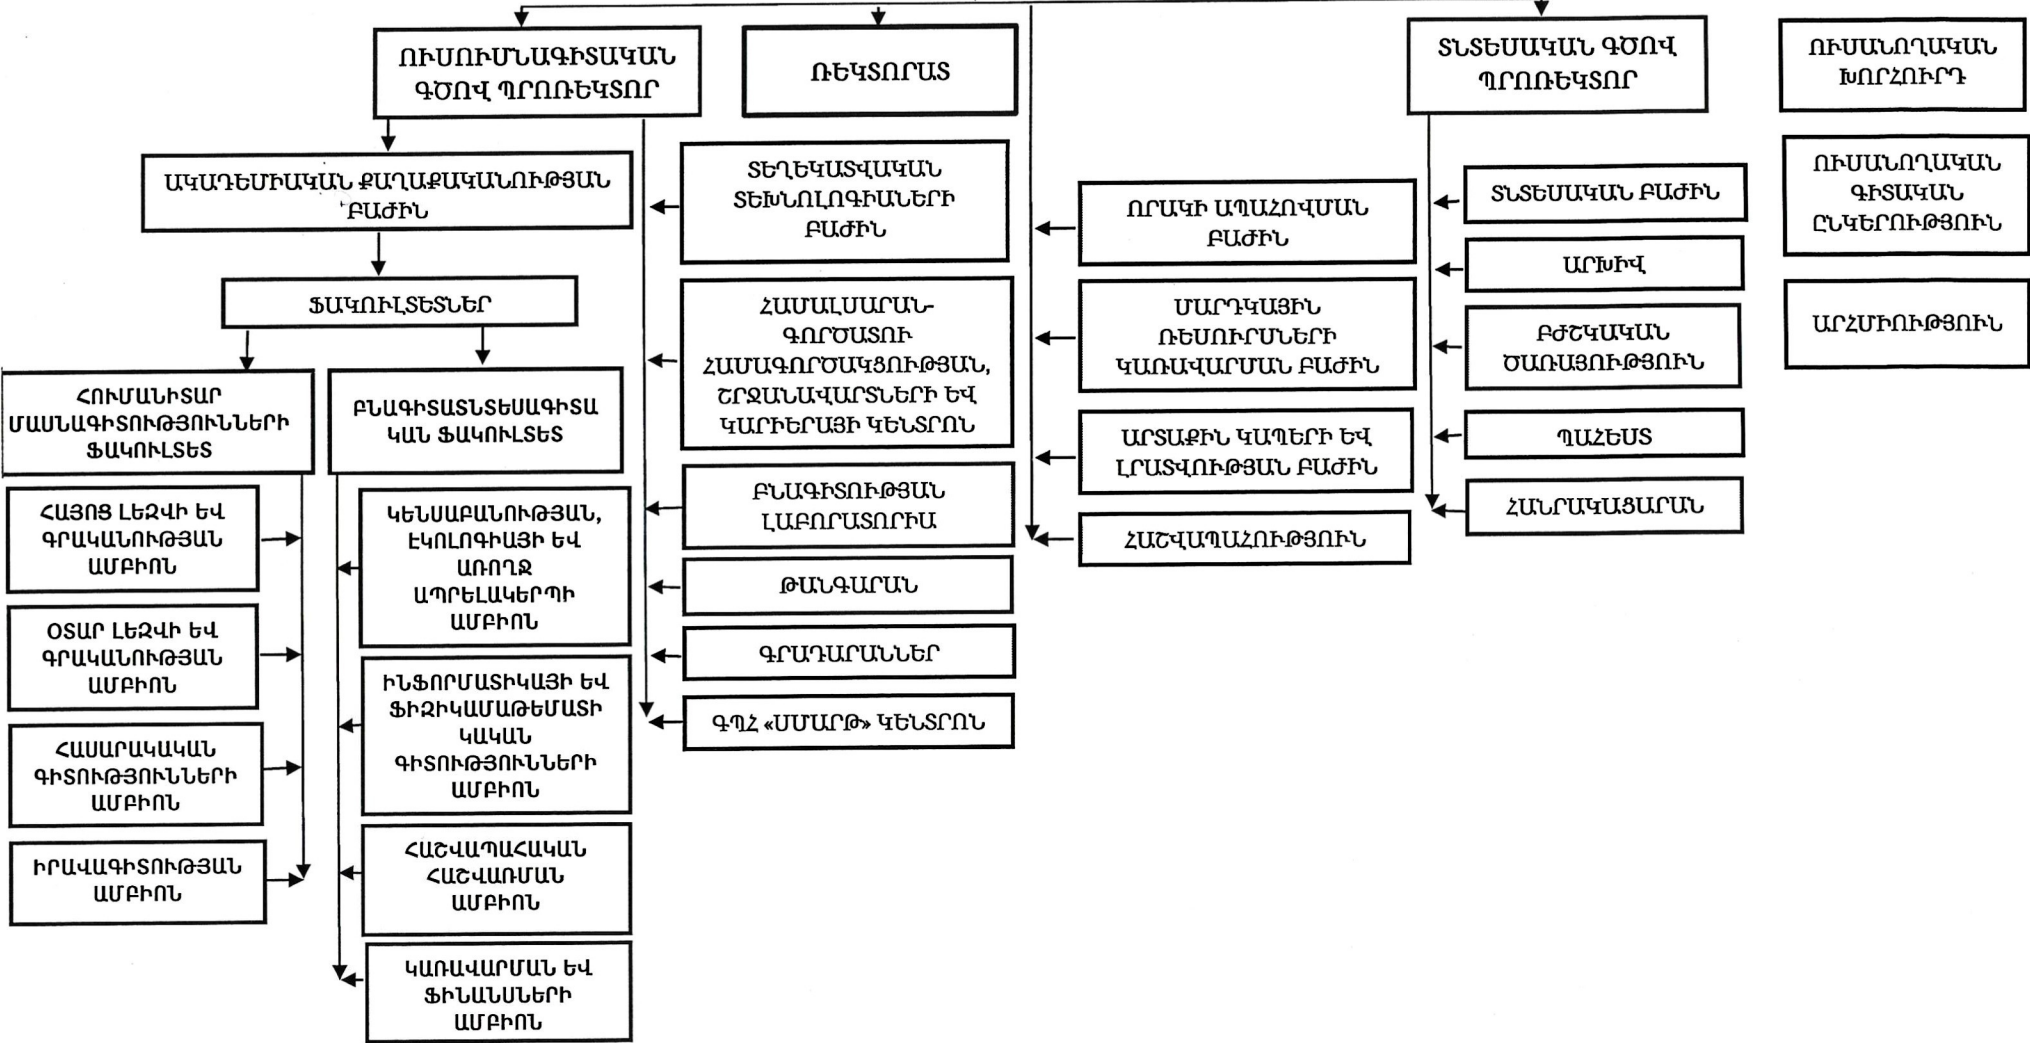 ՈՒՍՈՒՄՆԱԳԻՏԱԿԱՆ
ԳԾՈՎ ՊՐՈՌԵԿՏՈՐ
ՌԵԿՏՈՐԱՏ
ՏՆՏԵՍԱԿԱՆ ԳԾՈՎ
ՊՐՈՌԵԿՏՈՐ
ՈՒՍԱՆՈՂԱԿԱՆ
ԽՈՐՀՈՒՐԴ
ԱԿԱԴԵՄԻԱԿԱՆ ՔԱՂԱՔԱԿԱՆՈՒԹՅԱՆ
ԲԱԺԻՆ
ՖԱԿՈՒԼՏԵՏՆԵՐ
ՀՈՒՄԱՆԻՏԱՐ
ՄԱՍՆԱԳԻՏՈՒԹՅՈՒՆՆԵՐԻ
ՖԱԿՈՒԼՏԵՏ
ՀԱՅՈՑ ԼԵԶՎԻ ԵՎ
ԳՐԱԿԱՆՈՒԹՅԱՆ
ԱՄԲԻՈՆ
ՕՏԱՐ ԼԵԶՎԻ ԵՎ
ԳՐԱԿԱՆՈՒԹՅԱՆ
ԱՄԲԻՈՆ
ՀԱՍԱՐԱԿԱԿԱՆ
ԳԻՏՈՒԹՅՈՒՆՆԵՐԻ
ԱՄԲԻՈՆ
ԻՐԱՎԱԳԻՏՈՒԹՅԱՆ
ԱՄԲԻՈՆ
ԲՆԱԳԻՏԱՏՆՏԵՍԱԳԻՏԱ
ԿԱՆ ՖԱԿՈՒԼՏԵՏ
ԿԵՆՍԱԲԱՆՈՒԹՅԱՆ,
ԷԿՈԼՈԳԻԱՅԻ ԵՎ
ԱՌՈՂՋ
ԱՊՐԵԼԱԿԵՐՊԻ
ԱՄԲԻՈՆ
ԻՆՖՈՐՄԱՏԻԿԱՅԻ ԵՎ
ՖԻԶԻԿԱՄԱԹԵՄԱՏԻ
ԿԱԿԱՆ
ԳԻՏՈՒԹՅՈՒՆՆԵՐԻ
ԱՄԲԻՈՆ
ՀԱՇՎԱՊԱՀԱԿԱՆ
ՀԱՇՎԱՌՄԱՆ
ԱՄԲԻՈՆ
ԿԱՌԱՎԱՐՄԱՆ ԵՎ
ՖԻՆԱՆՍՆԵՐԻ
ԱՄԲԻՈՆ
ՏԵՂԵԿԱՏՎԱԿԱՆ
ՏԵԽՆՈԼՈԳԻԱՆԵՐԻ
ԲԱԺԻՆ
ՀԱՄԱԼՍԱՐԱՆ-
ԳՈՐԾԱՏՈՒ
ՀԱՄԱԳՈՐԾԱԿՑՈՒԹՅԱՆ,
ՇՐՋԱՆԱՎԱՐՏՆԵՐԻ ԵՎ
ԿԱՐԻԵՐԱՅԻ ԿԵՆՏՐՈՆ
ԲՆԱԳԻՏՈՒԹՅԱՆ
ԼԱԲՈՐԱՏՈՐԻԱ
ԹԱՆԳԱՐԱՆ
ԳՐԱԴԱՐԱՆՆԵՐ
ԳՊՀ «ՍՄԱՐԹ» ԿԵՆՏՐՈՆ
ՈՐԱԿԻ ԱՊԱՀՈՎՄԱՆ
ԲԱԺԻՆ
ՄԱՐԴԿԱՅԻՆ
ՌԵՍՈՒՐՍՆԵՐԻ
ԿԱՌԱՎԱՐՄԱՆ ԲԱԺԻՆ
ԱՐՏԱՔԻՆ ԿԱՊԵՐԻ ԵՎ
ԼՐԱՏՎՈՒԹՅԱՆ ԲԱԺԻՆ
ՀԱՇՎԱՊԱՀՈՒԹՅՈՒՆ
ՏՆՏԵՍԱԿԱՆ ԲԱԺԻՆ
ԱՐԽԻՎ
ԲԺՇԿԱԿԱՆ
ԾԱՌԱՅՈՒԹՅՈՒՆ
ՊԱՀԵՍՏ
ՀԱՆՐԱԿԱՑԱՐԱՆ
ՈՒՍԱՆՈՂԱԿԱՆ
ԳԻՏԱԿԱՆ
ԸՆԿԵՐՈՒԹՅՈՒՆ
ԱՐՀՄԻՈՒԹՅՈՒՆ